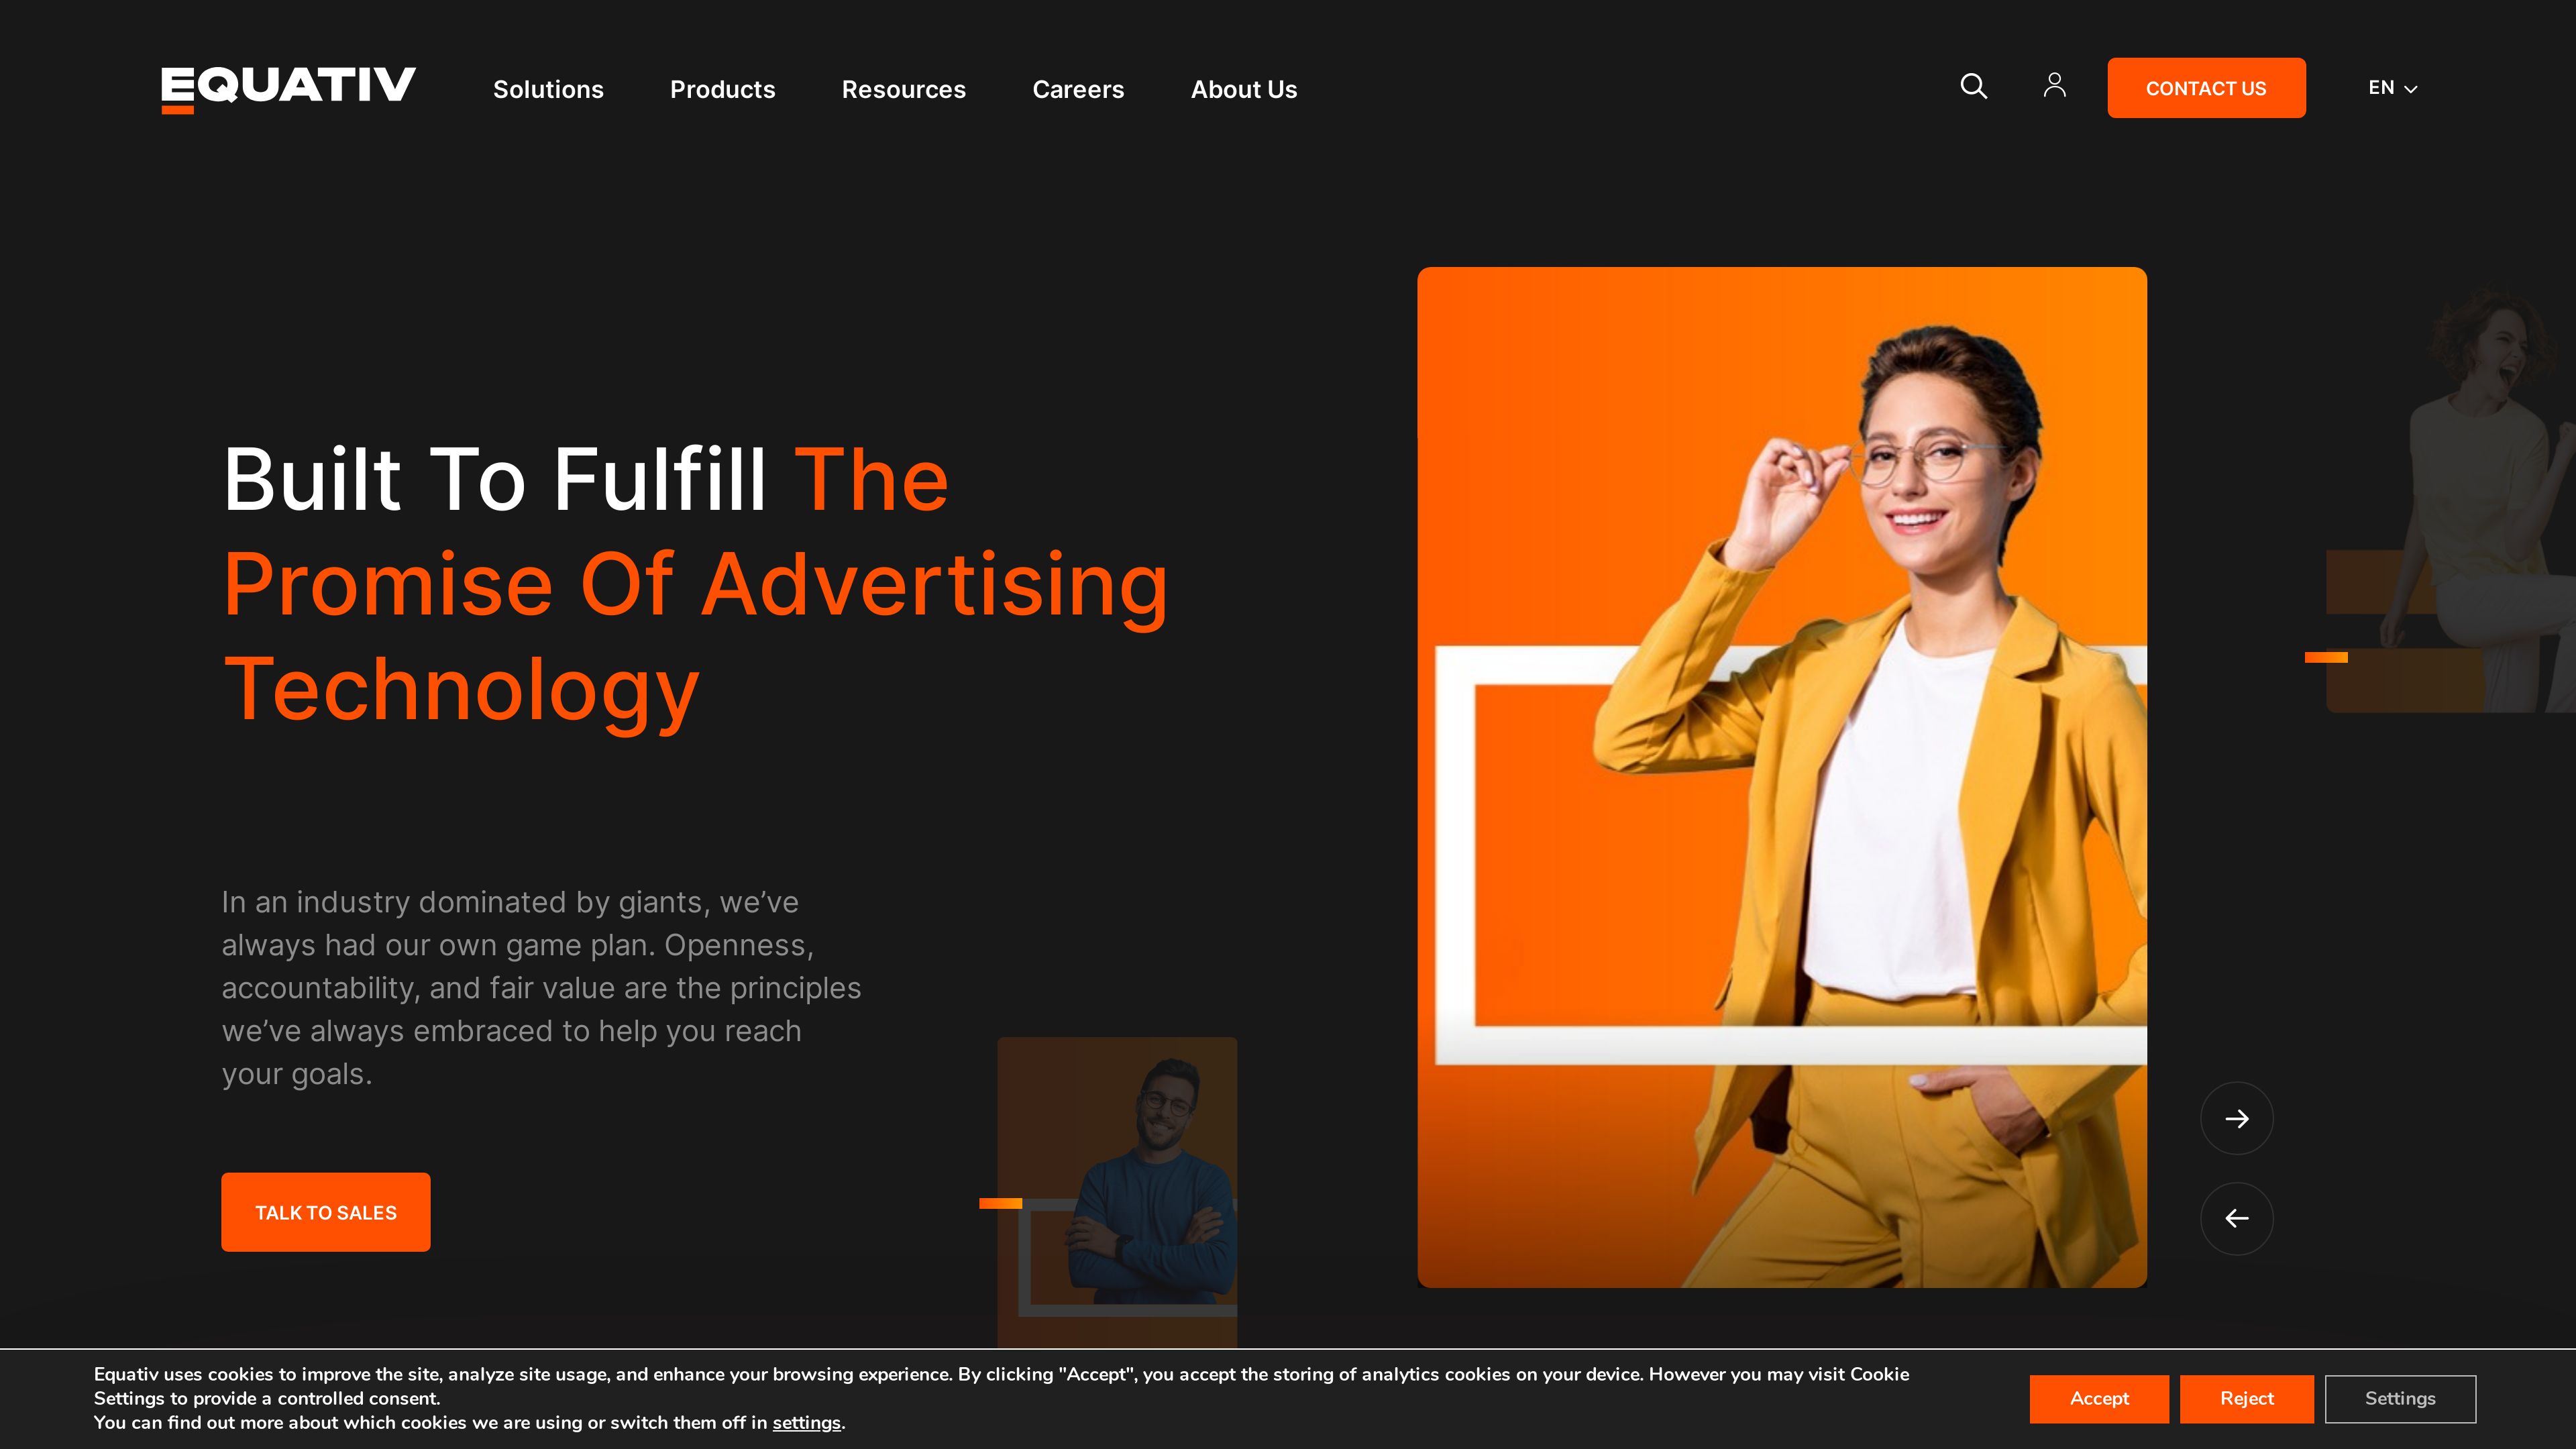 EQUATIV
Solutions
Products
Resources
Careers
About Us
CONTACT US
EN
Built To Fulfill The
Promise Of Advertising
Technology
In an industry dominated by giants, we’ve
always had our own game plan. Openness,
accountability, and fair value are the principles
we’ve always embraced to help you reach
your goals.
TALK TO SALES
Equativ uses cookies to improve the site, analyze site usage, and enhance your browsing experience. By clicking "Accept", you accept the storing of analytics cookies on your device. However you may visit Cookie
Settings to provide a controlled consent.
You can find out more about which cookies we are using or switch them off in settings.
Accept
Reject
Settings